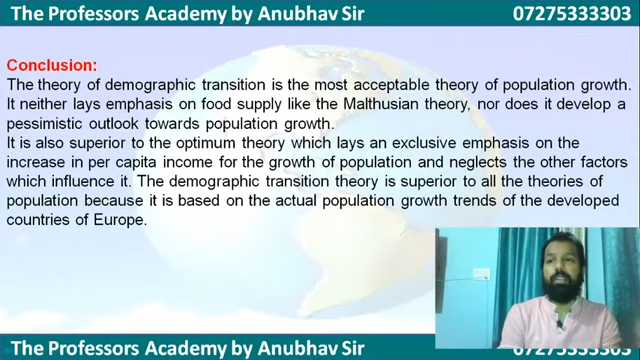 The Professors Academy by Anubhav Sir 07275333303
Conclusion:
The theory of demographic transition is the most acceptable theory of population growth.
It neither lays emphasis on food supply like the Malthusian theory, nor does it develop a
pessimistic outlook towards population growth.
It is also superior to the optimum theory which lays an exclusive emphasis on the
increase in per capita income for the growth of population and neglects the other factors
which influence it. The demographic transition theory is superior to all the theories of
population because it is based on the actual population growth trends of the developed
countries of Europe.
The Professors Academy by Anubhav Sir 07275333303